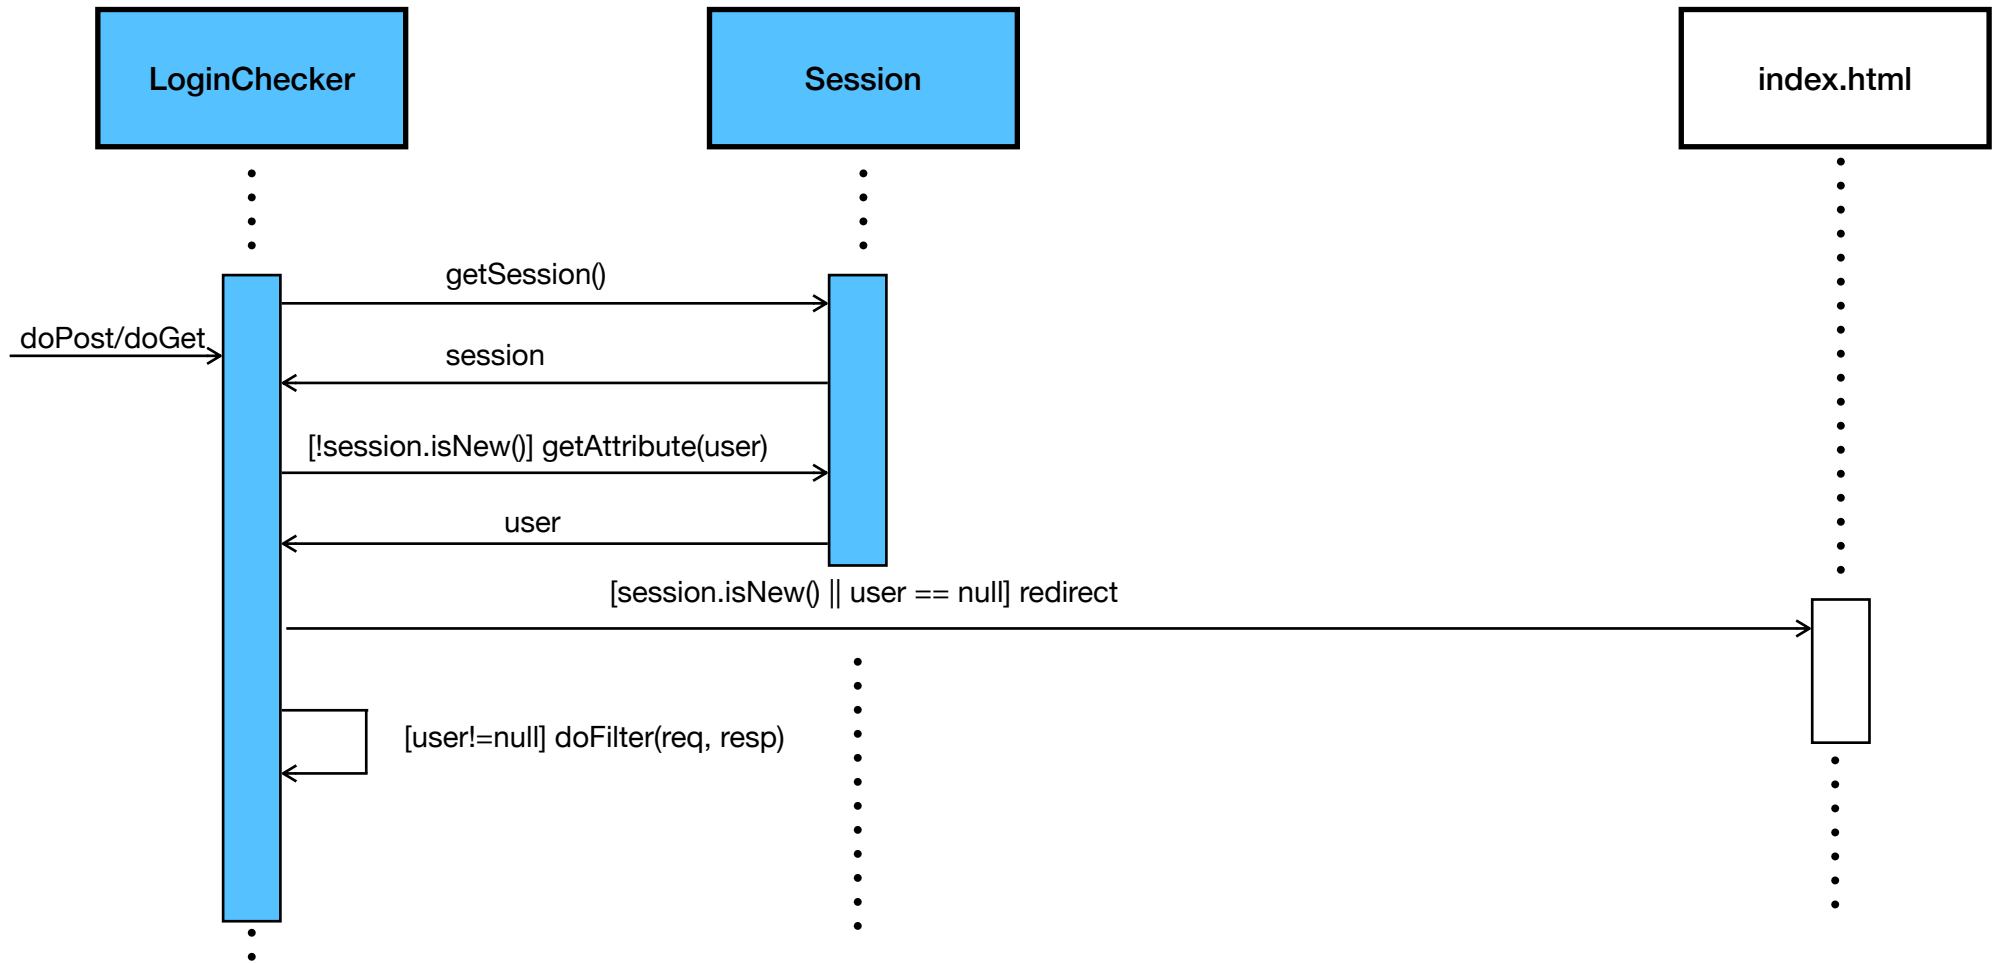 LoginChecker
Session
index.html
getSession()
doPost/doGet
session
[!session.isNew()] getAttribute(user)
user
[session.isNew() || user == null] redirect
[user!=null] doFilter(req, resp)